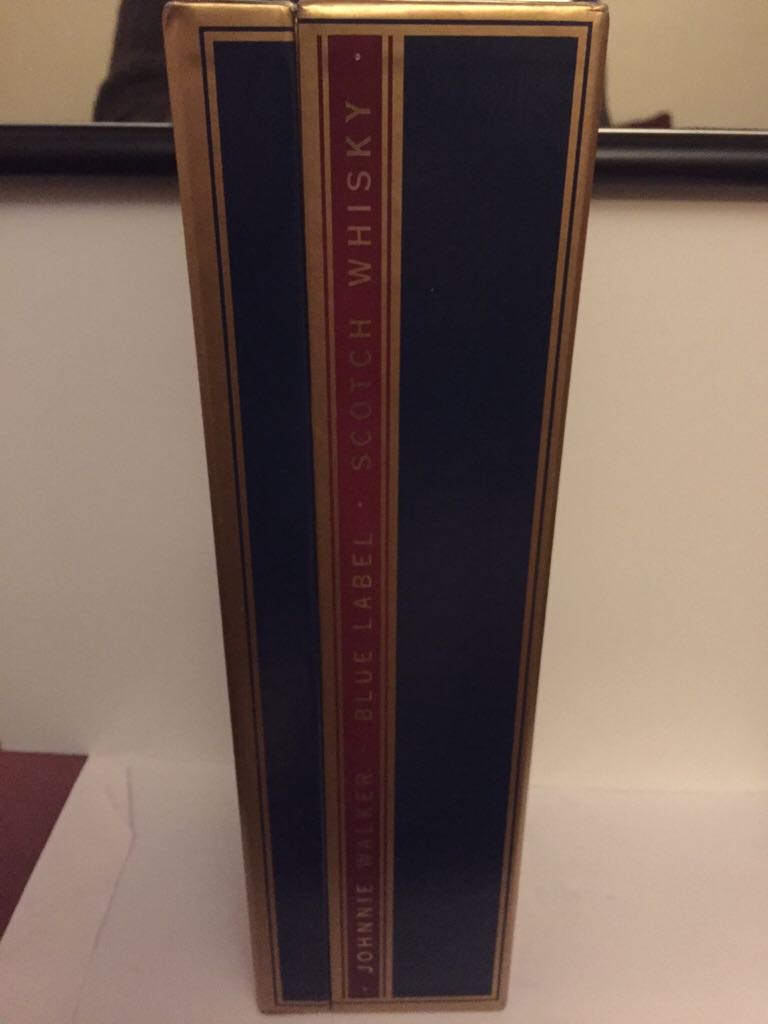 · JOHNNIE WALKER · BLUE LABEL · SCOTCH WHISKY ·